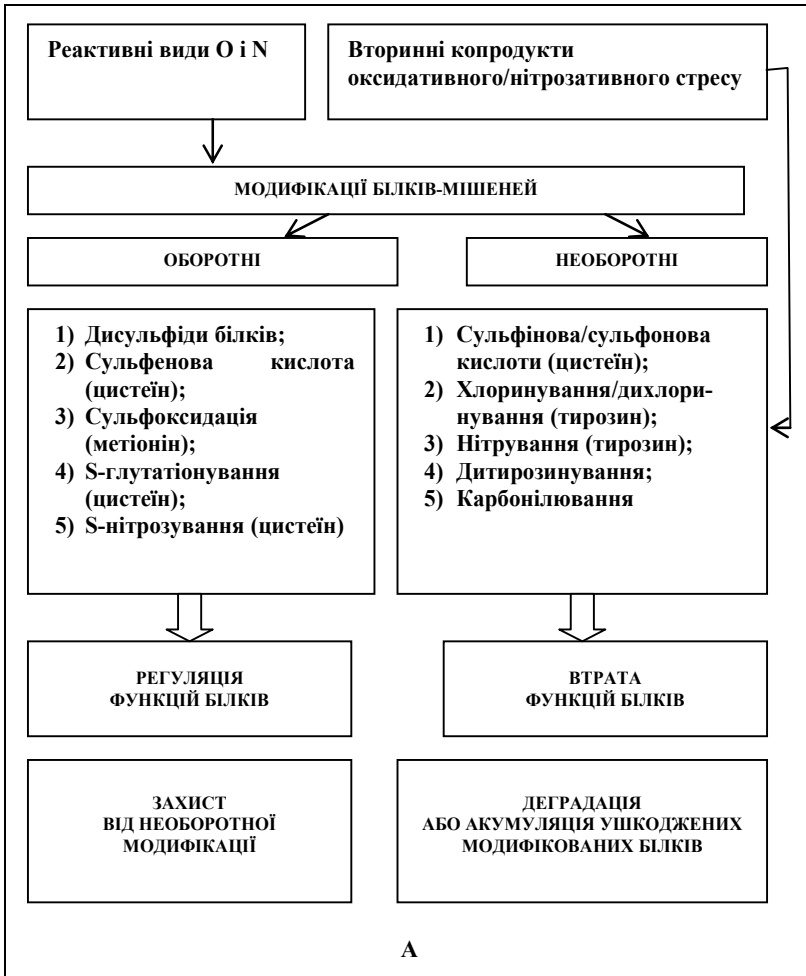 Реактивні види O і N
Вторинні копродукти
оксидативного/нітрозативного стресу
МОДИФІКАЦІЇ БІЛКІВ-МІШЕНЕЙ
ОБОРОТНІ
НЕОБОРОТНІ
1) Дисульфіди білків;
2) Сульфенова кислота
(цистеїн);
3) Сульфоксидація
(метіонін);
4) S-глутатіонування
(цистеїн);
5) S-нітрозування (цистеїн)
1) Сульфінова/сульфонова
кислоти (цистеїн);
2) Хлоринування/дихлори-
нування (тирозин);
3) Нітрування (тирозин);
4) Дитирозинування;
5) Карбонілювання
РЕГУЛЯЦІЯ
ФУНКЦІЙ БІЛКІВ
ВТРАТА
ФУНКЦІЙ БІЛКІВ
ЗАХИСТ
ВІД НЕОБОРОТНОЇ
МОДИФІКАЦІЇ
ДЕГРАДАЦІЯ
АБО АКУМУЛЯЦІЯ УШКОДЖЕНИХ
МОДИФІКОВАНИХ БІЛКІВ
А